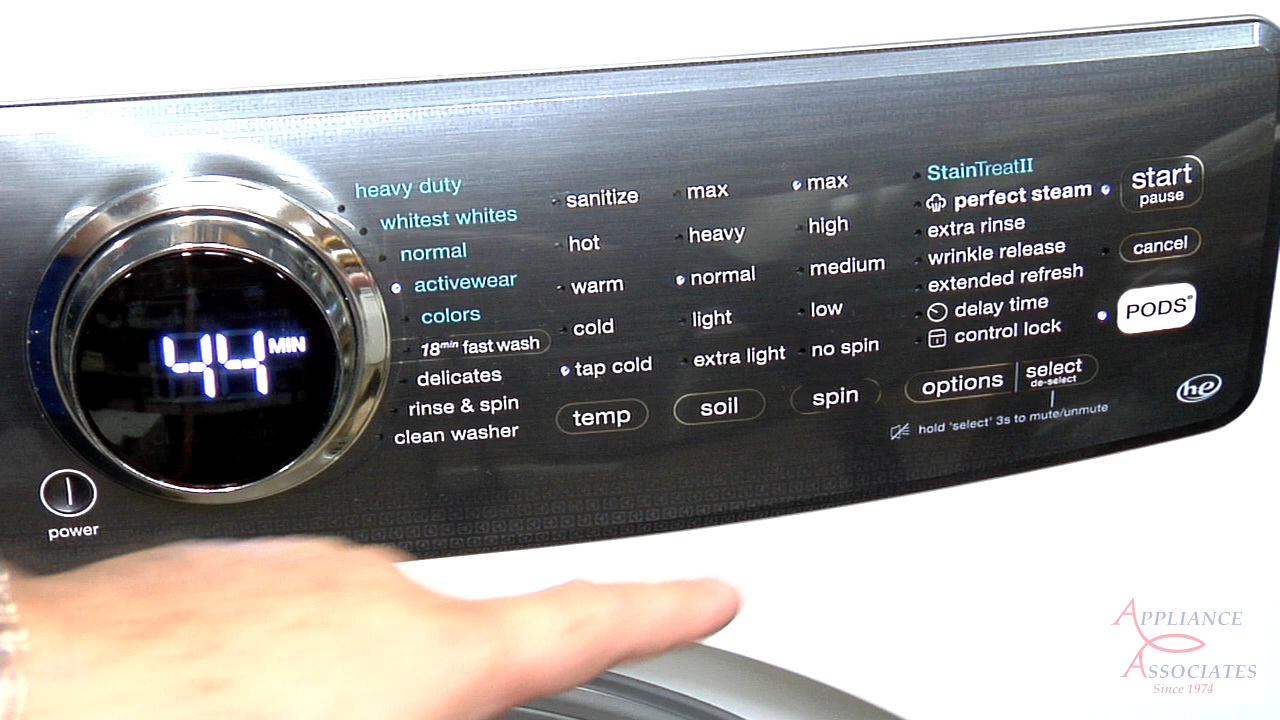 44 MIN
power
heavy duty
whitest whites
normal
activewear
colors
18min fast wash
delicates
rinse & spin
clean washer
sanitize
hot
warm
cold
tap cold
temp
max
heavy
normal
light
extra light
soil
max
high
medium
low
no spin
spin
StainTreatII
perfect steam
extra rinse
wrinkle release
extended refresh
delay time
control lock
options
select
de-select
hold 'select' 3s to mute/unmute
start
pause
cancel
PODS®
he
APPLIANCE
ASSOCIATES
Since 1974